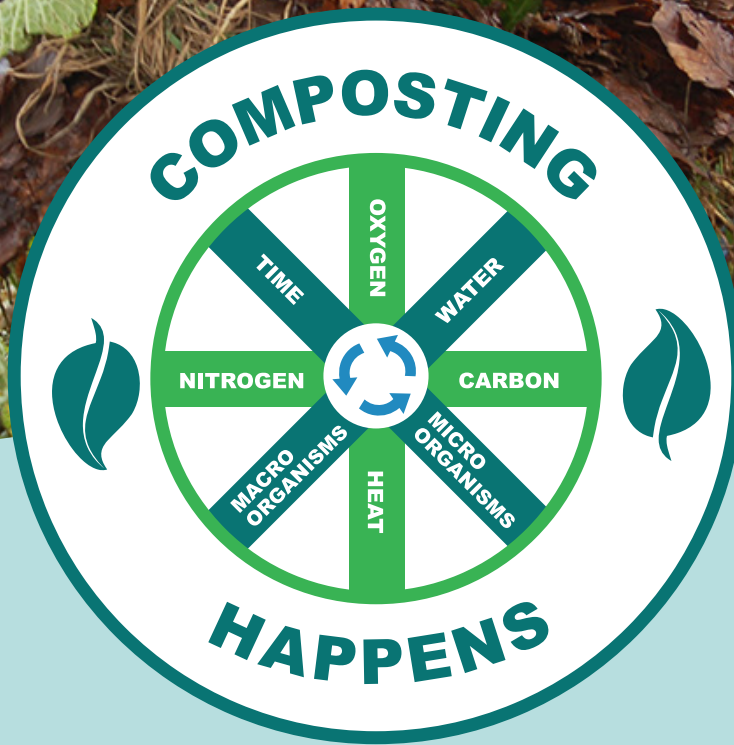 COMPOSTING
OXYGEN
TIME
WATER
NITROGEN
CARBON
MACRO
ORGANISMS
MICRO
ORGANISMS
HEAT
HAPPENS